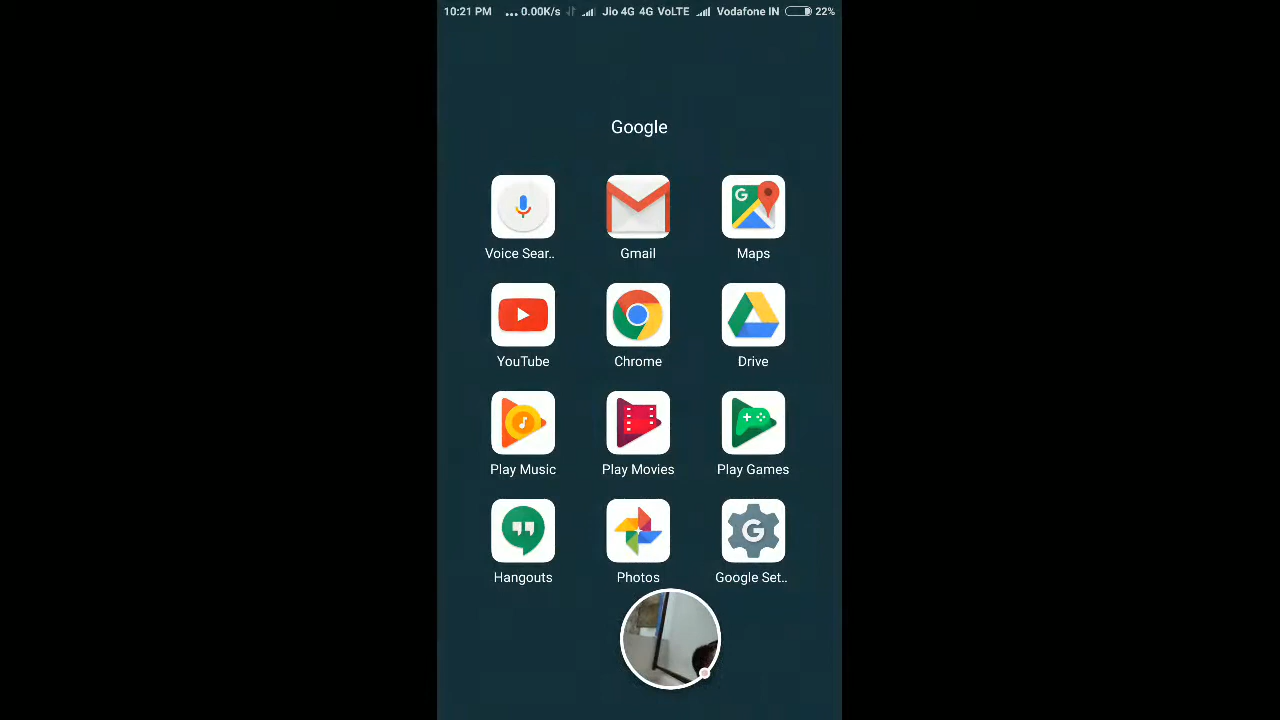 10:21 PM ... 0.00K/s Jio 4G 4G VoLTE Vodafone IN 22%
Google
Voice Sear.. Gmail Maps
YouTube Chrome Drive
Play Music Play Movies Play Games
Hangouts Photos Google Set..